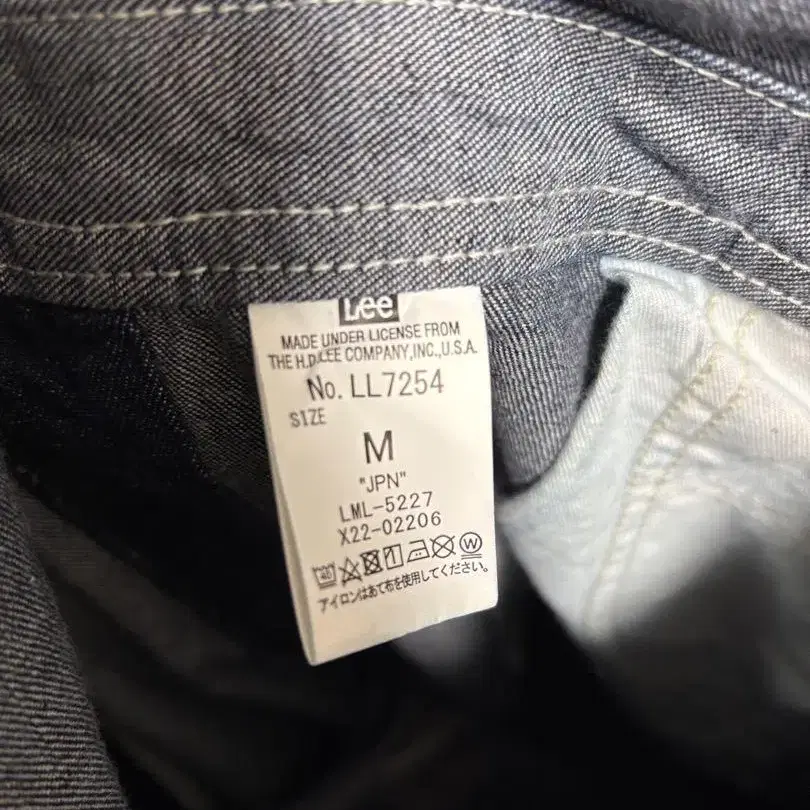 Lee
MADE UNDER LICENSE FROM
THE H.D.LEE COMPANY,INC.,U.S.A.
No. LL7254
SIZE
M
"JPN"
LML-5227
X22-02206
40
W
アイロンはあて布を使用してください。